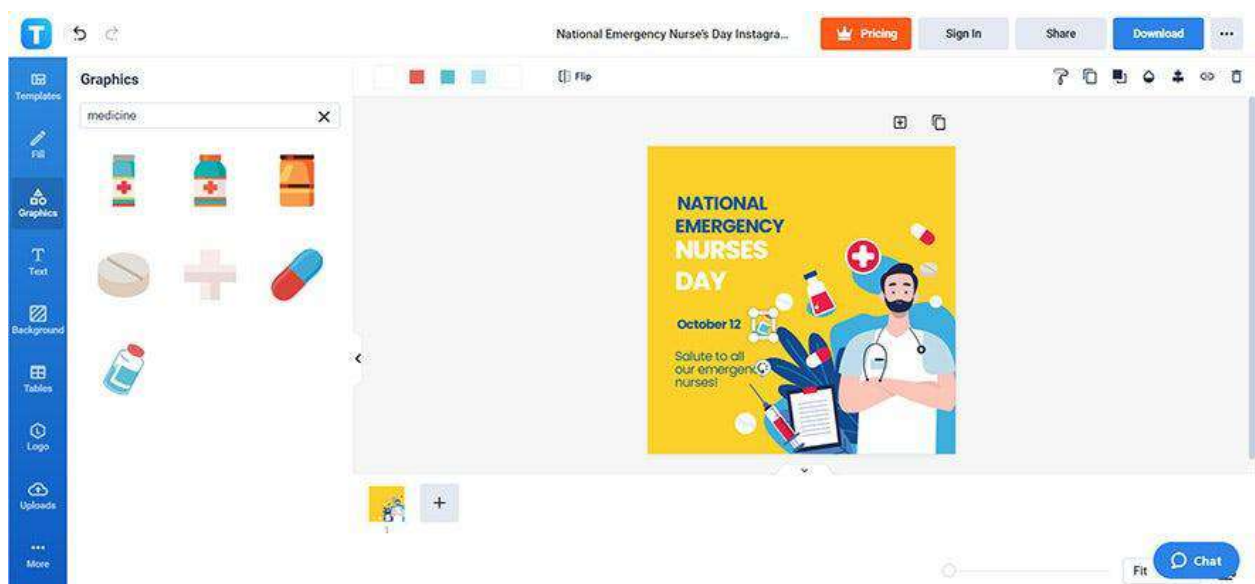 T
National Emergency Nurse's Day Instagra...
Pricing
Sign In
Share
Download
Templates
Fill
Graphics
Text
Background
Tables
Logo
Uploads
More
Graphics
medicine
Flip
NATIONAL
EMERGENCY
NURSES
DAY
October 12
Salute to all
our emergenc
nurses!
1
Fit
Chat